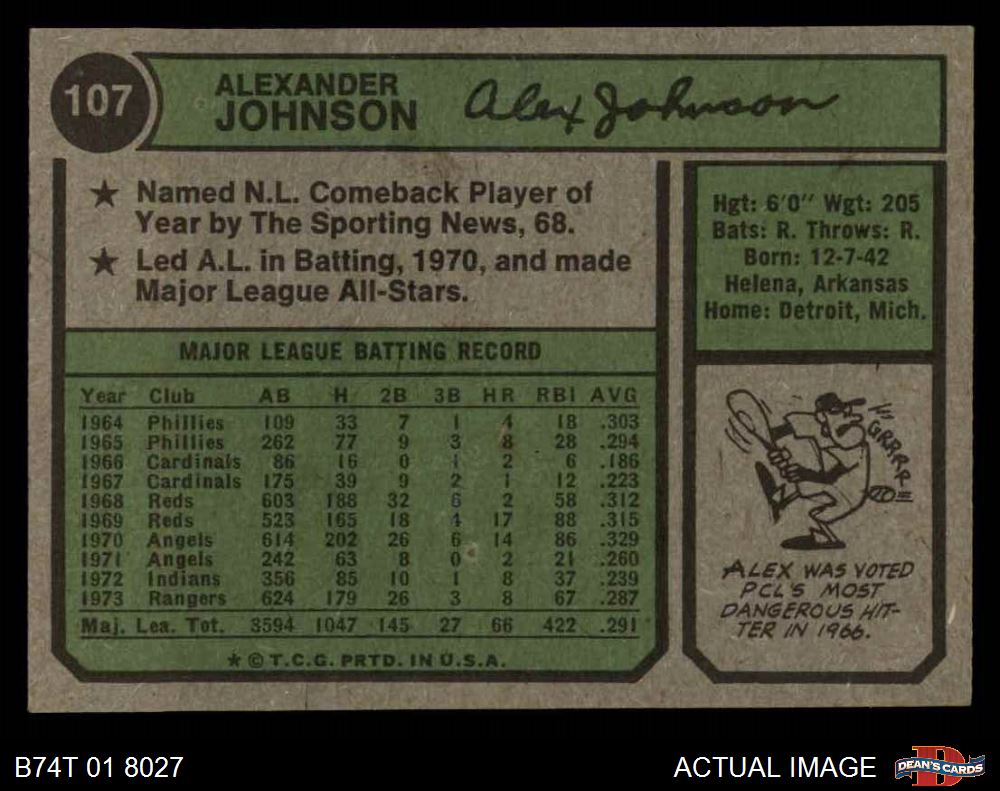 107
ALEXANDER
JOHNSON
Alex Johnson
★ Named N.L. Comeback Player of
Year by The Sporting News, 68.
★ Led A.L. in Batting, 1970, and made
Major League All-Stars.
Hgt: 6'0" Wgt: 205
Bats: R. Throws: R.
Born: 12-7-42
Helena, Arkansas
Home: Detroit, Mich.
MAJOR LEAGUE BATTING RECORD
Year Club AB H 2B 3B HR RBI AVG
1964 Phillies 109 33 7 1 4 18 .303
1965 Phillies 262 77 9 3 8 28 .294
1966 Cardinals 86 16 0 1 2 6 .186
1967 Cardinals 175 39 9 2 1 12 .223
1968 Reds 603 188 32 6 2 58 .312
1969 Reds 523 165 18 4 17 88 .315
1970 Angels 614 202 26 6 14 86 .329
1971 Angels 242 63 8 0 2 21 .260
1972 Indians 356 85 10 1 8 37 .239
1973 Rangers 624 179 26 3 8 67 .287
Maj. Lea. Tot. 3594 1047 145 27 66 422 .291
★ © T.C.G. PRTD. IN U.S.A.
GRRRR
ALEX WAS VOTED
PCL'S MOST
DANGEROUS HIT-
TER IN 1966.
B74T 01 8027
ACTUAL IMAGE
D
DEAN'S CARDS